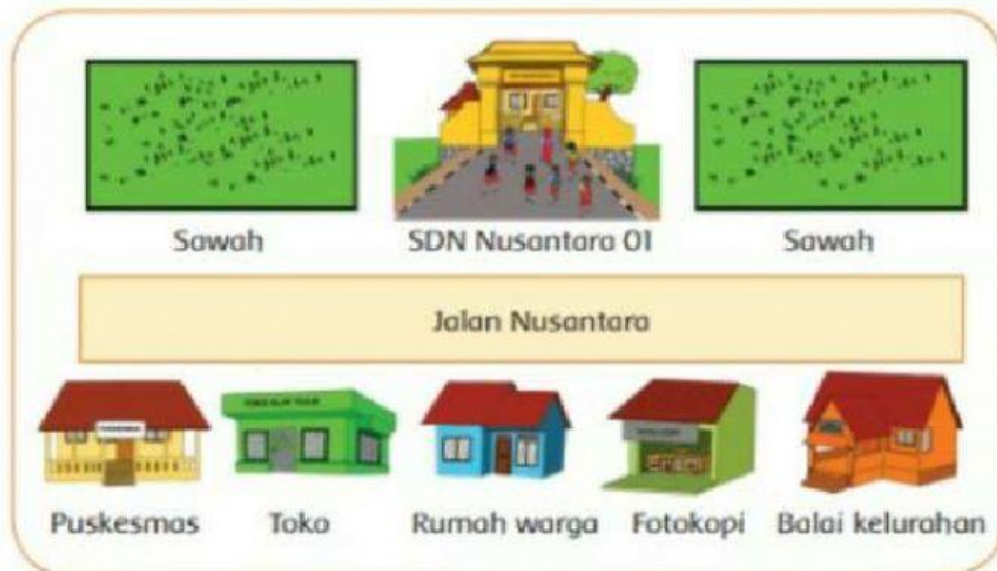 Sawah
SDN Nusantara 01
Sawah
Jalan Nusantara
Puskesmas
Toko
Rumah warga
Fotokopi
Balai kelurahan